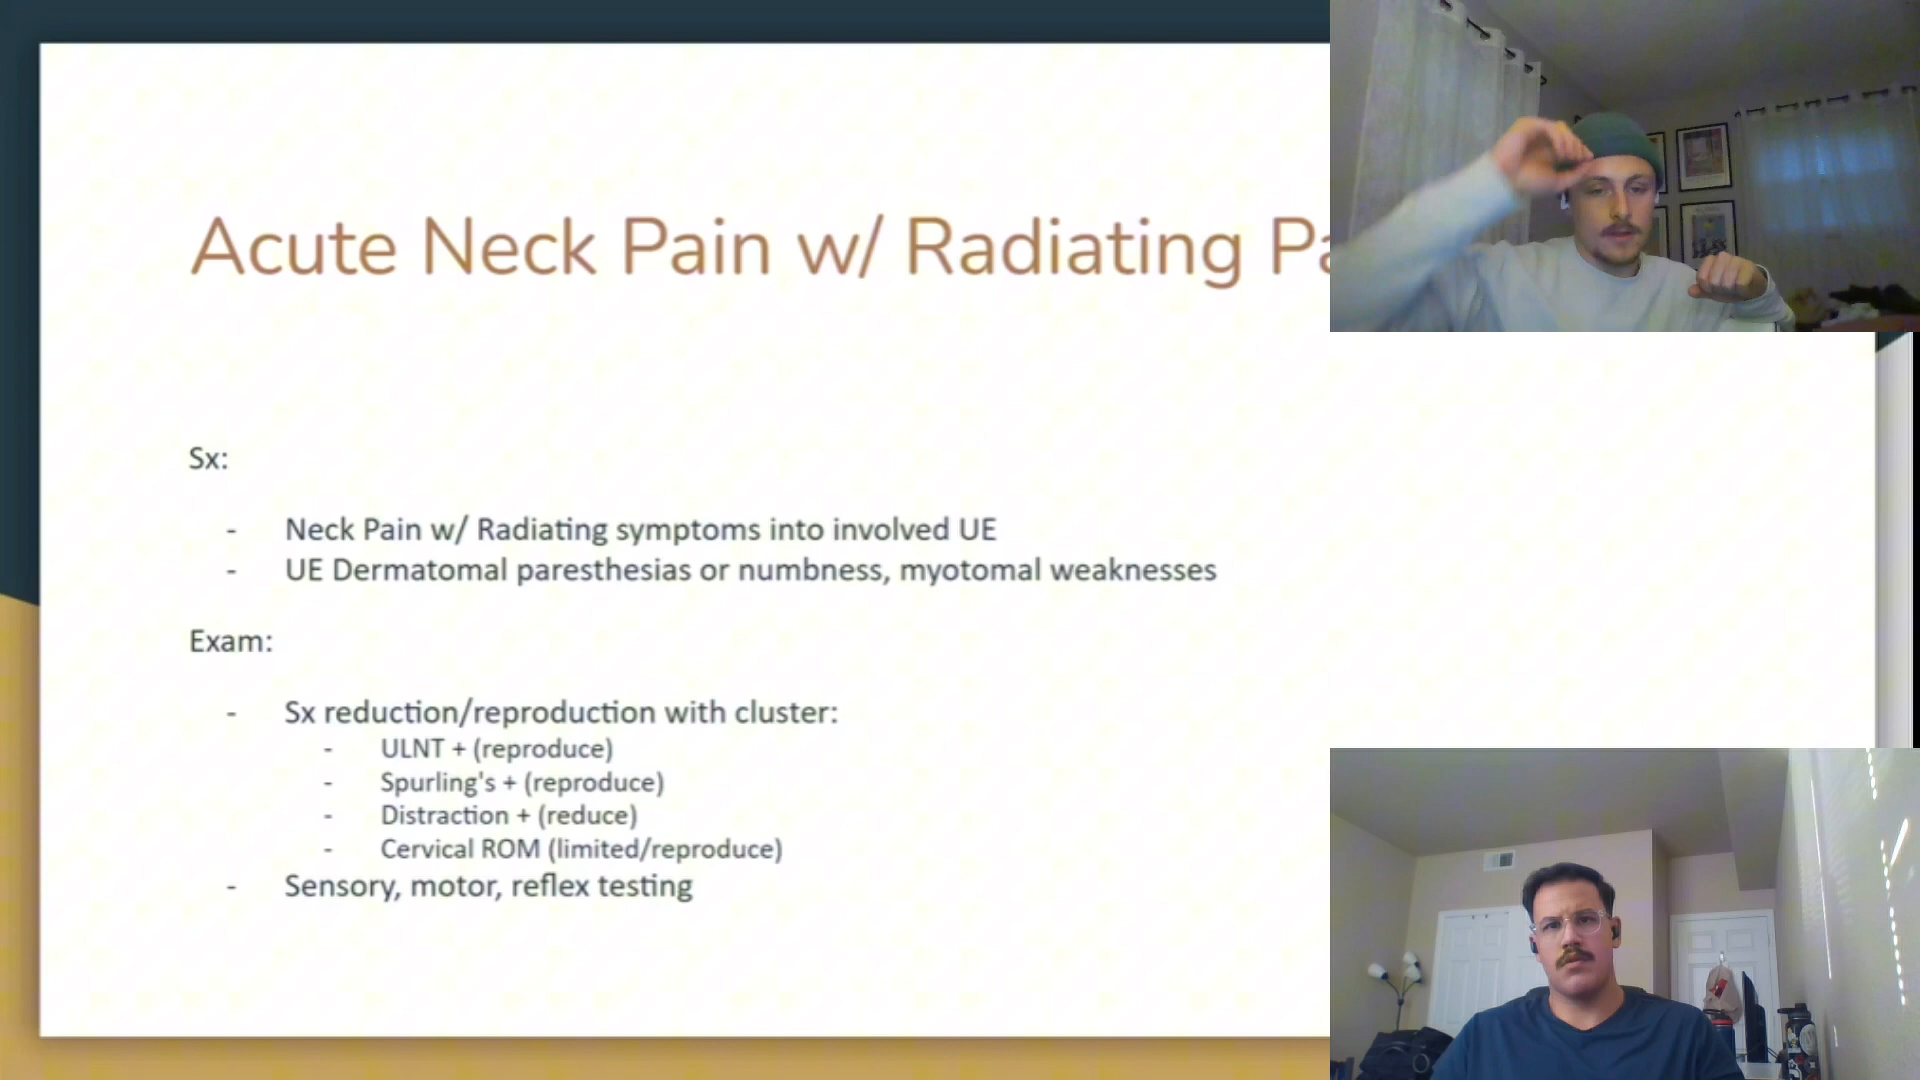 Acute Neck Pain w/ Radiating
Sx:
- Neck Pain w/ Radiating symptoms into involved UE
- UE Dermatomal paresthesias or numbness, myotomal weaknesses
Exam:
- Sx reduction/reproduction with cluster:
- ULNT + (reproduce)
- Spurling's + (reproduce)
- Distraction + (reduce)
- Cervical ROM (limited/reproduce)
- Sensory, motor, reflex testing